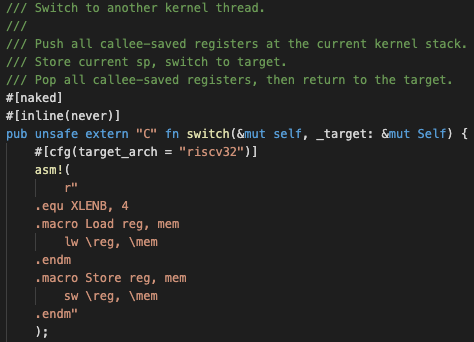 /// Switch to another kernel thread.
///
/// Push all callee-saved registers at the current kernel stack.
/// Store current sp, switch to target.
/// Pop all callee-saved registers, then return to the target.
#[naked]
#[inline(never)]
pub unsafe extern "C" fn switch(&mut self, _target: &mut Self) {
    #[cfg(target_arch = "riscv32")]
    asm!(
        r"
    .equ XLENB, 4
    .macro Load reg, mem
        lw \reg, \mem
    .endm
    .macro Store reg, mem
        sw \reg, \mem
    .endm"
    );